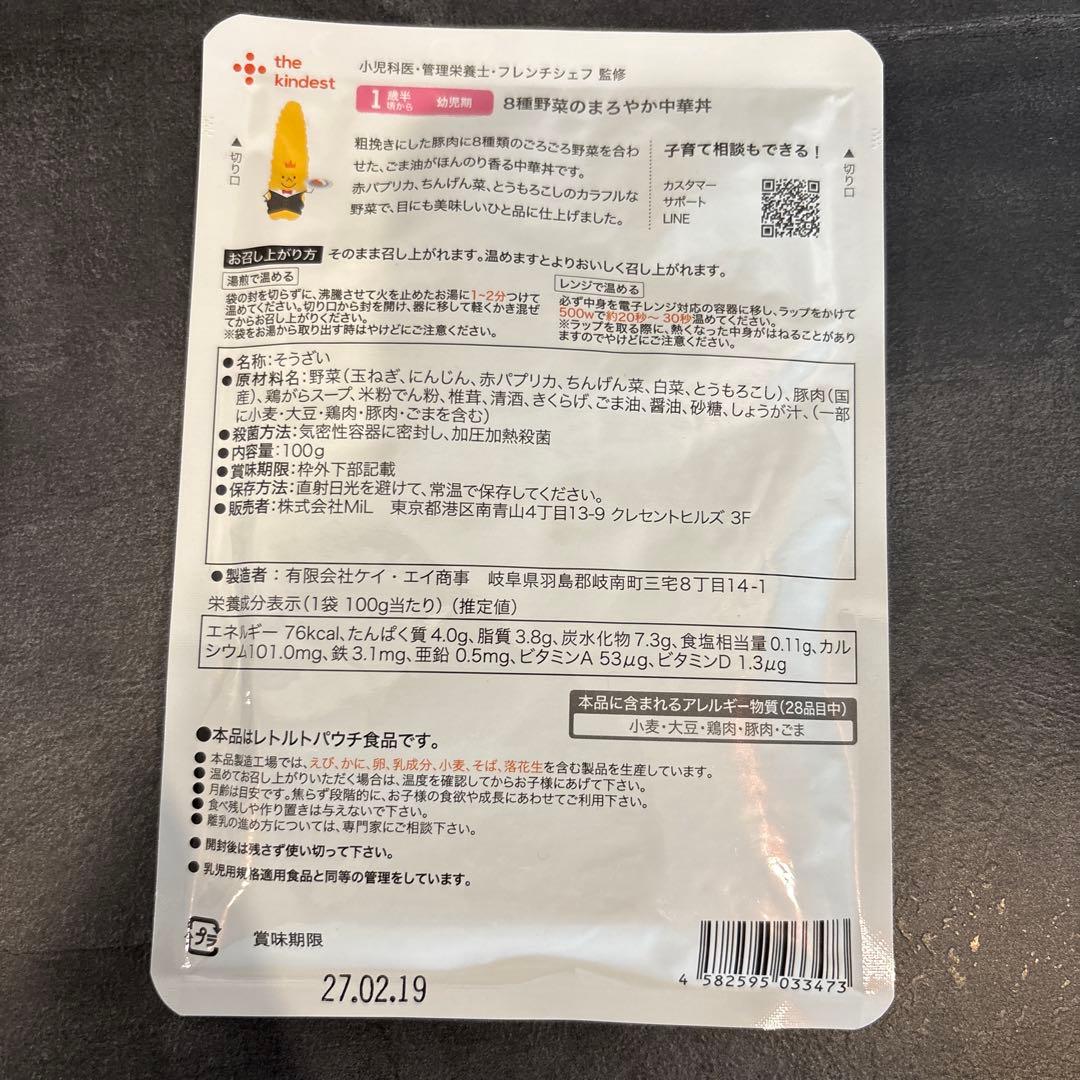 the
kindest
小児科医・管理栄養士・フレンチシェフ 監修
1歳半頃から 幼児期 8種野菜のまろやか中華丼
▲切り口
粗挽きにした豚肉に8種類のごろごろ野菜を合わ
せた、ごま油がほんのり香る中華丼です。
赤パプリカ、ちんげん菜、とうもろこしのカラフルな
野菜で、目にも美味しいひと品に仕上げました。
子育て相談もできる！
カスタマー
サポート
LINE
▲切り口
お召し上がり方 そのまま召し上がれます。温めますとよりおいしく召し上がれます。
湯煎で温める
袋の封を切らずに、沸騰させて火を止めたお湯に1~2分つけて
温めてください。切り口から封を開け、器に移して軽くかき混ぜ
てからお召し上がりください。
※袋をお湯から取り出す時はやけどにご注意ください。
レンジで温める
必ず中身を電子レンジ対応の容器に移し、ラップをかけて
500wで約20秒～30秒温めてください。
※ラップを取る際に、熱くなった中身がはねることがあり
ますのでやけどにご注意ください。
●名称：そうざい
●原材料名：野菜（玉ねぎ、にんじん、赤パプリカ、ちんげん菜、白菜、とうもろこし）、豚肉（国
産）、鶏がらスープ、米粉でん粉、椎茸、清酒、きくらげ、ごま油、醤油、砂糖、しょうが汁、（一部
に小麦・大豆・鶏肉・豚肉・ごまを含む）
●殺菌方法：気密性容器に密封し、加圧加熱殺菌
●内容量：100g
●賞味期限：枠外下部記載
●保存方法：直射日光を避けて、常温で保存してください。
●販売者：株式会社MiL 東京都港区南青山4丁目13-9 クレセントヒルズ 3F
●製造者：有限会社ケイ・エイ商事 岐阜県羽島郡岐南町三宅8丁目14-1
栄養成分表示（1袋 100g当たり）（推定値）
エネルギー 76kcal、たんぱく質 4.0g、脂質 3.8g、炭水化物 7.3g、食塩相当量 0.11g、カル
シウム101.0mg、鉄 3.1mg、亜鉛 0.5mg、ビタミンA 53μg、ビタミンD 1.3μg
本品に含まれるアレルギー物質（28品目中）
小麦・大豆・鶏肉・豚肉・ごま
●本品はレトルトパウチ食品です。
●本品製造工場では、えび、かに、卵、乳成分、小麦、そば、落花生を含む製品を生産しています。
●温めてお召し上がりいただく場合は、温度を確認してからお子様にあげて下さい。
●月齢は目安です。焦らず段階的に、お子様の食欲や成長にあわせてご利用下さい。
●食べ残しや作り置きは与えないで下さい。
●離乳の進め方については、専門家にご相談下さい。
●開封後は残さず使い切って下さい。
●乳児用規格適用食品と同等の管理をしています。
プラ
賞味期限
27.02.19
4 582595 033473